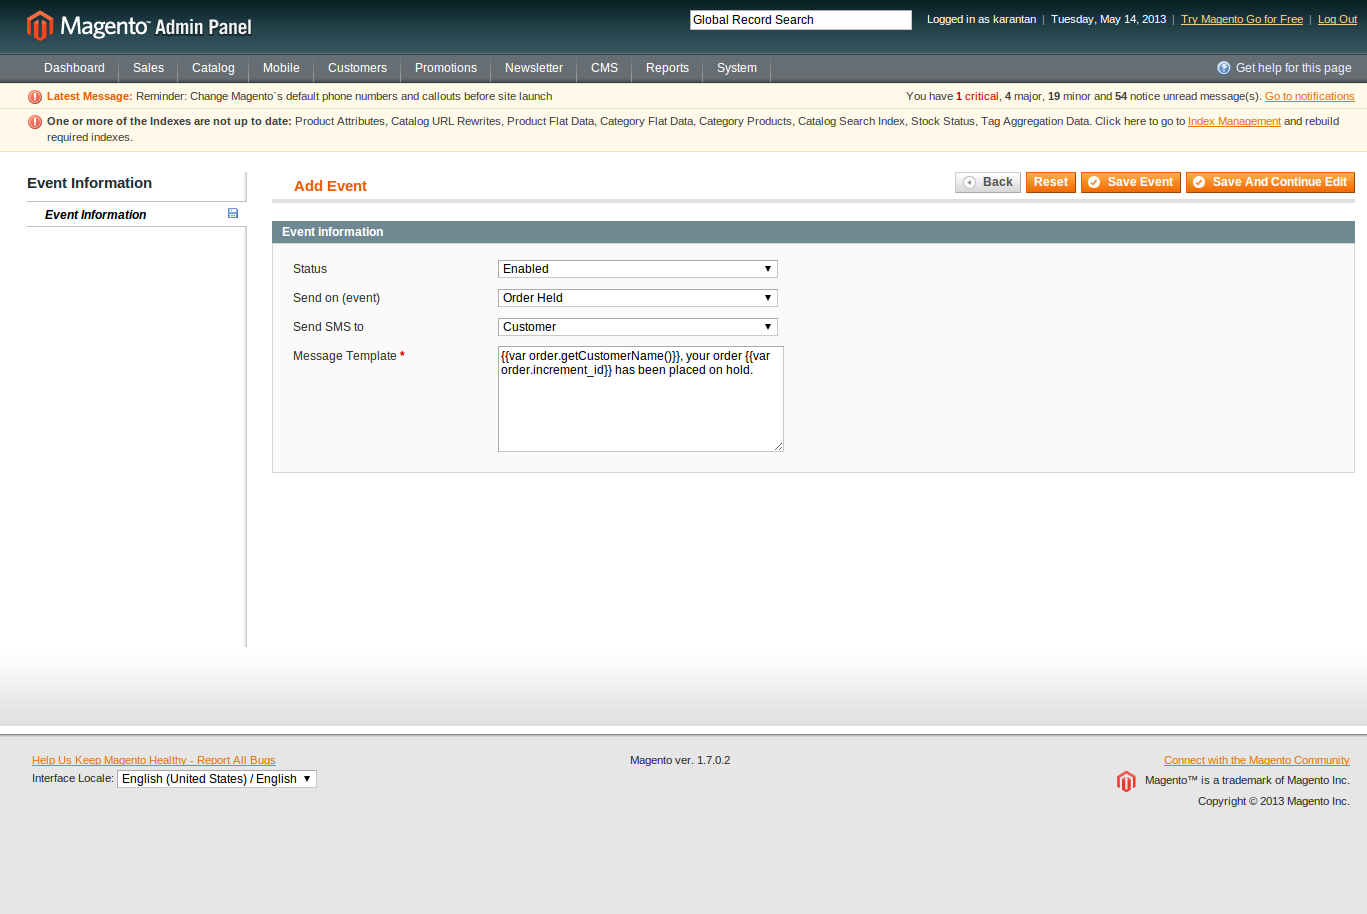 Magento™ Admin Panel
Global Record Search
Logged in as karantan | Tuesday, May 14, 2013 | Try Magento Go for Free | Log Out
Dashboard Sales Catalog Mobile Customers Promotions Newsletter CMS Reports System Get help for this page
Latest Message: Reminder: Change Magento`s default phone numbers and callouts before site launch You have 1 critical, 4 major, 19 minor and 54 notice unread message(s). Go to notifications
One or more of the Indexes are not up to date: Product Attributes, Catalog URL Rewrites, Product Flat Data, Category Flat Data, Category Products, Catalog Search Index, Stock Status, Tag Aggregation Data. Click here to go to Index Management and rebuild
required indexes.
Event Information
Event Information
Add Event
Back Reset Save Event Save And Continue Edit
Event information
Status Enabled
Send on (event) Order Held
Send SMS to Customer
Message Template * {{var order.getCustomerName()}}, your order {{var
order.increment_id}} has been placed on hold.
Help Us Keep Magento Healthy - Report All Bugs Magento ver. 1.7.0.2 Connect with the Magento Community
Interface Locale: English (United States) / English Magento™ is a trademark of Magento Inc.
Copyright © 2013 Magento Inc.